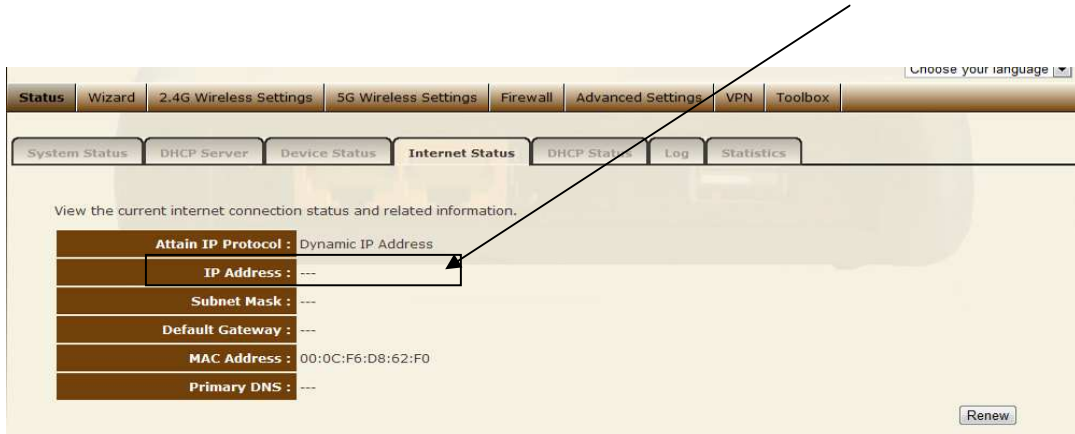 Choose your language
Status Wizard 2.4G Wireless Settings 5G Wireless Settings Firewall Advanced Settings VPN Toolbox
System Status DHCP Server Device Status Internet Status DHCP Status Log Statistics
View the current internet connection status and related information.
Attain IP Protocol : Dynamic IP Address
IP Address : ---
Subnet Mask : ---
Default Gateway : ---
MAC Address : 00:0C:F6:D8:62:F0
Primary DNS : ---
Renew